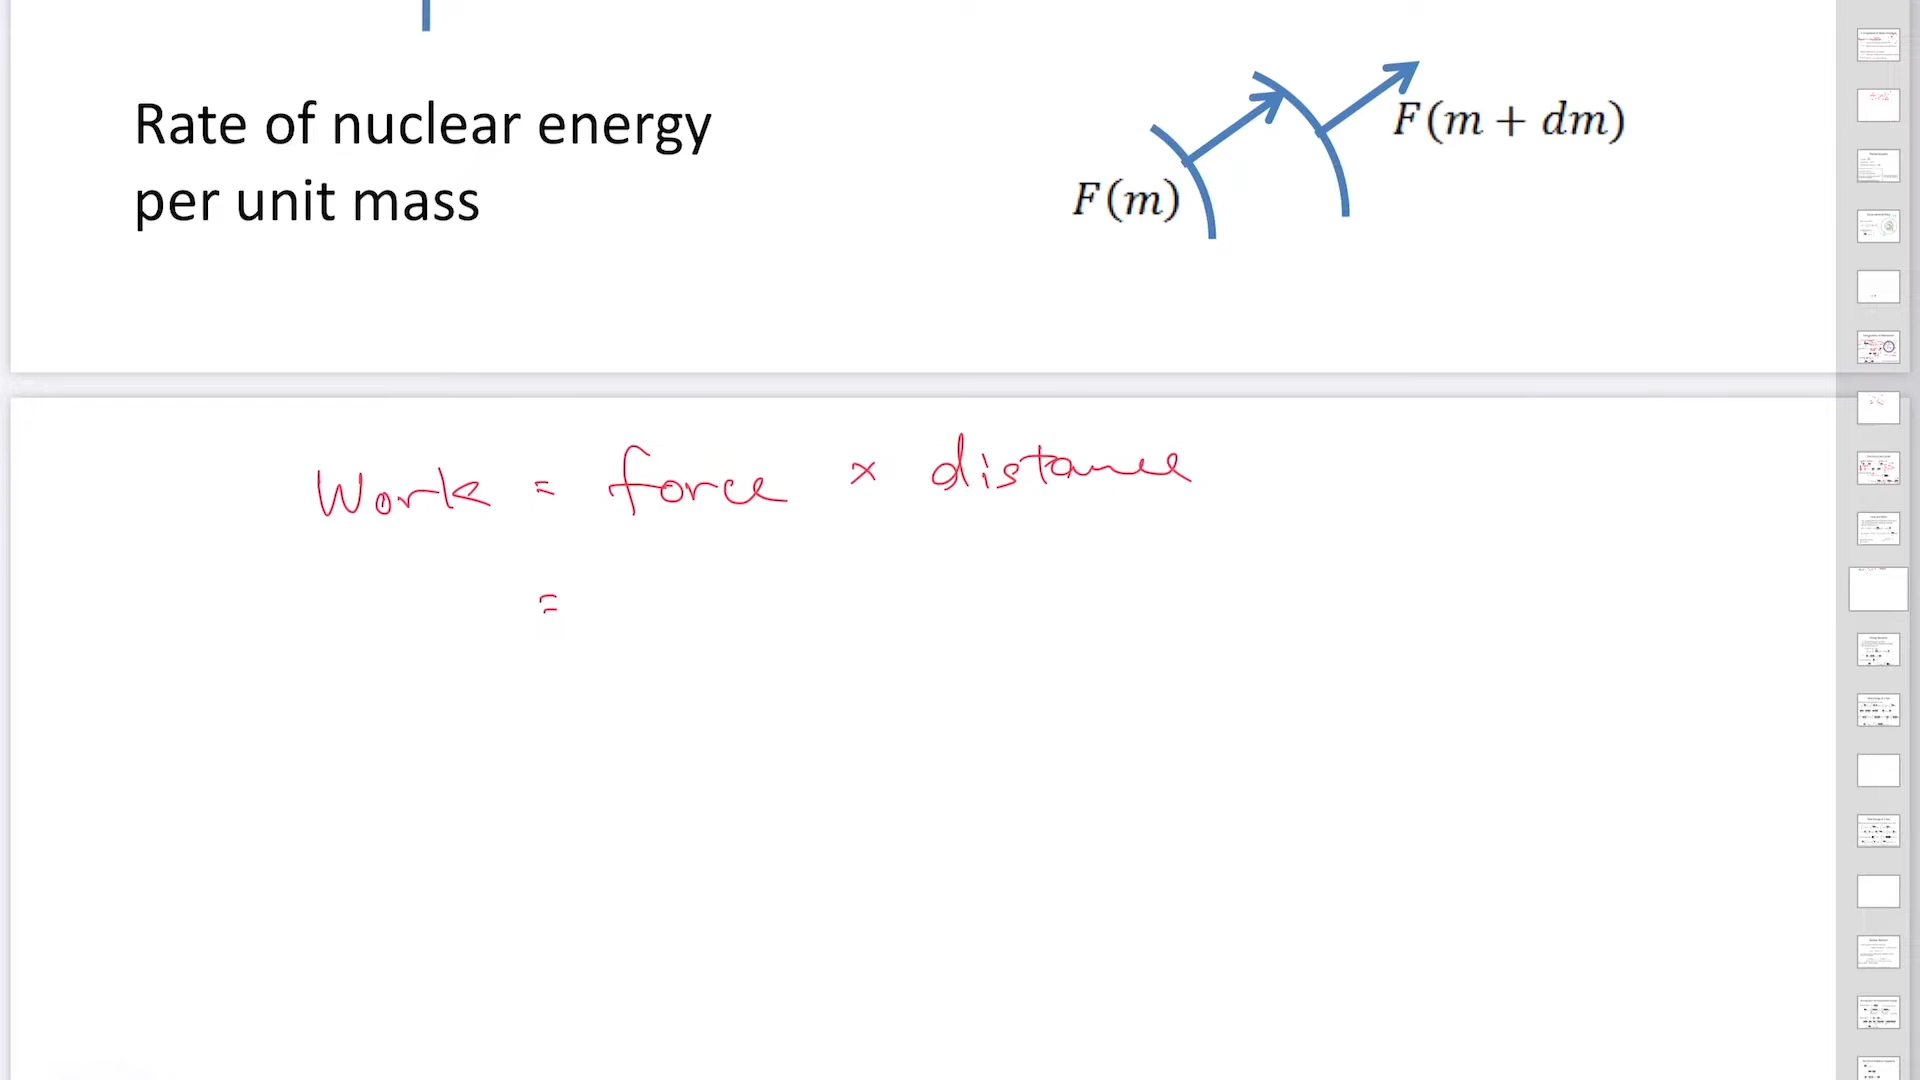 Rate of nuclear energy
per unit mass
F(m + dm)
F(m)
Work = force × distance
=